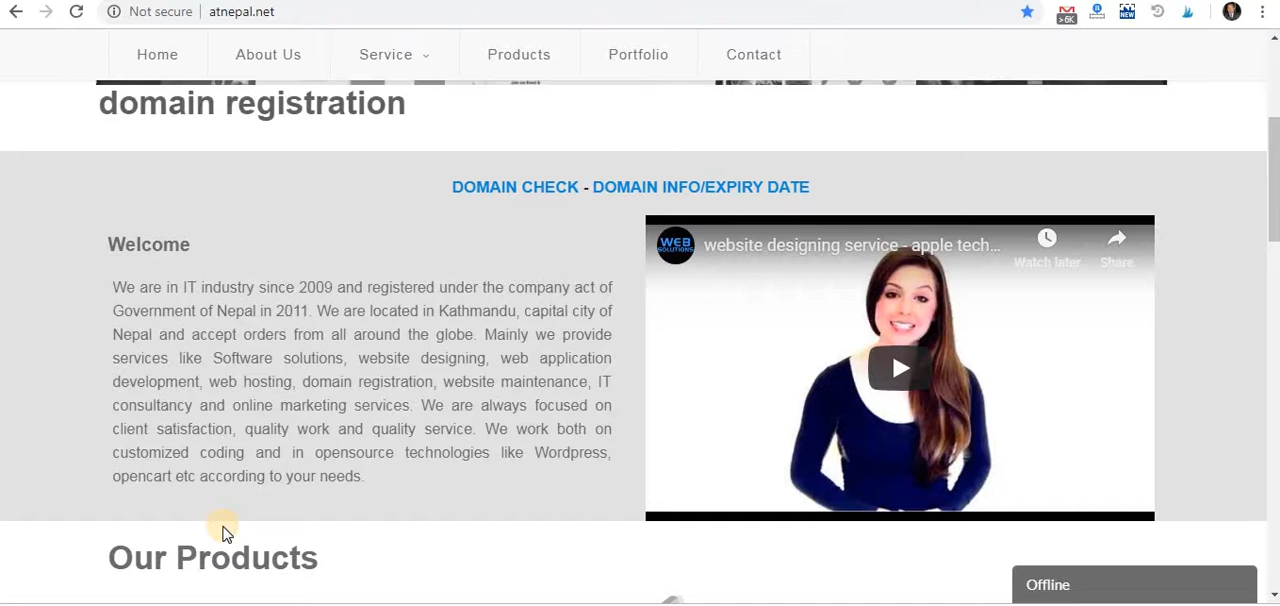 Not secure | atnepal.net
>6K
NEW
Home
About Us
Service
Products
Portfolio
Contact
domain registration
DOMAIN CHECK - DOMAIN INFO/EXPIRY DATE
Welcome
We are in IT industry since 2009 and registered under the company act of
Government of Nepal in 2011. We are located in Kathmandu, capital city of
Nepal and accept orders from all around the globe. Mainly we provide
services like Software solutions, website designing, web application
development, web hosting, domain registration, website maintenance, IT
consultancy and online marketing services. We are always focused on
client satisfaction, quality work and quality service. We work both on
customized coding and in opensource technologies like Wordpress,
opencart etc according to your needs.
WEB
SOLUTIONS
website designing service - apple tech...
Watch later
Share
Our Products
Offline